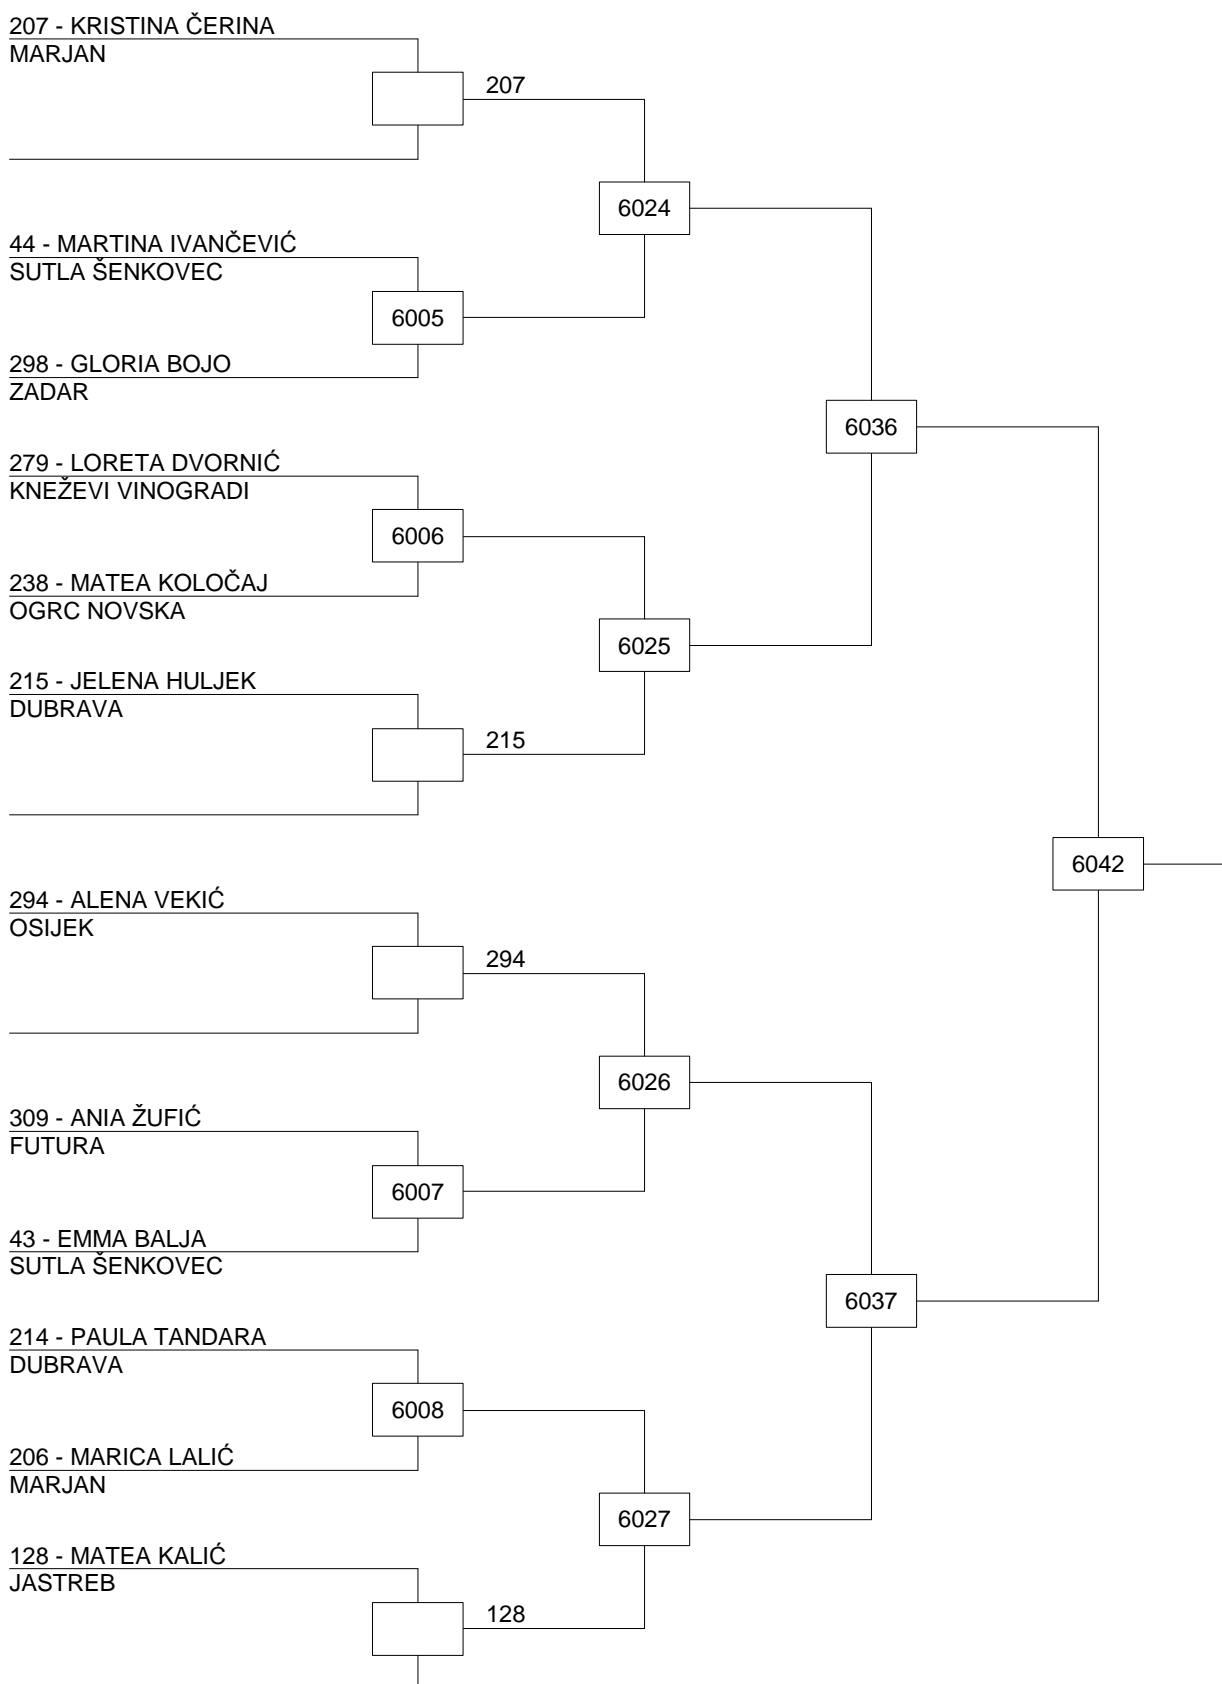 207 - KRISTINA ČERINA
MARJAN
207
6024
44 - MARTINA IVANČEVIĆ
SUTLA ŠENKOVEC
6005
298 - GLORIA BOJO
ZADAR
6036
279 - LORETA DVORNIĆ
KNEŽEVI VINOGRADI
6006
238 - MATEA KOLOČAJ
OGRC NOVSKA
6025
215 - JELENA HULJEK
DUBRAVA
215
6042
294 - ALENA VEKIĆ
OSIJEK
294
6026
309 - ANIA ŽUFIĆ
FUTURA
6007
43 - EMMA BALJA
SUTLA ŠENKOVEC
6037
214 - PAULA TANDARA
DUBRAVA
6008
206 - MARICA LALIĆ
MARJAN
6027
128 - MATEA KALIĆ
JASTREB
128